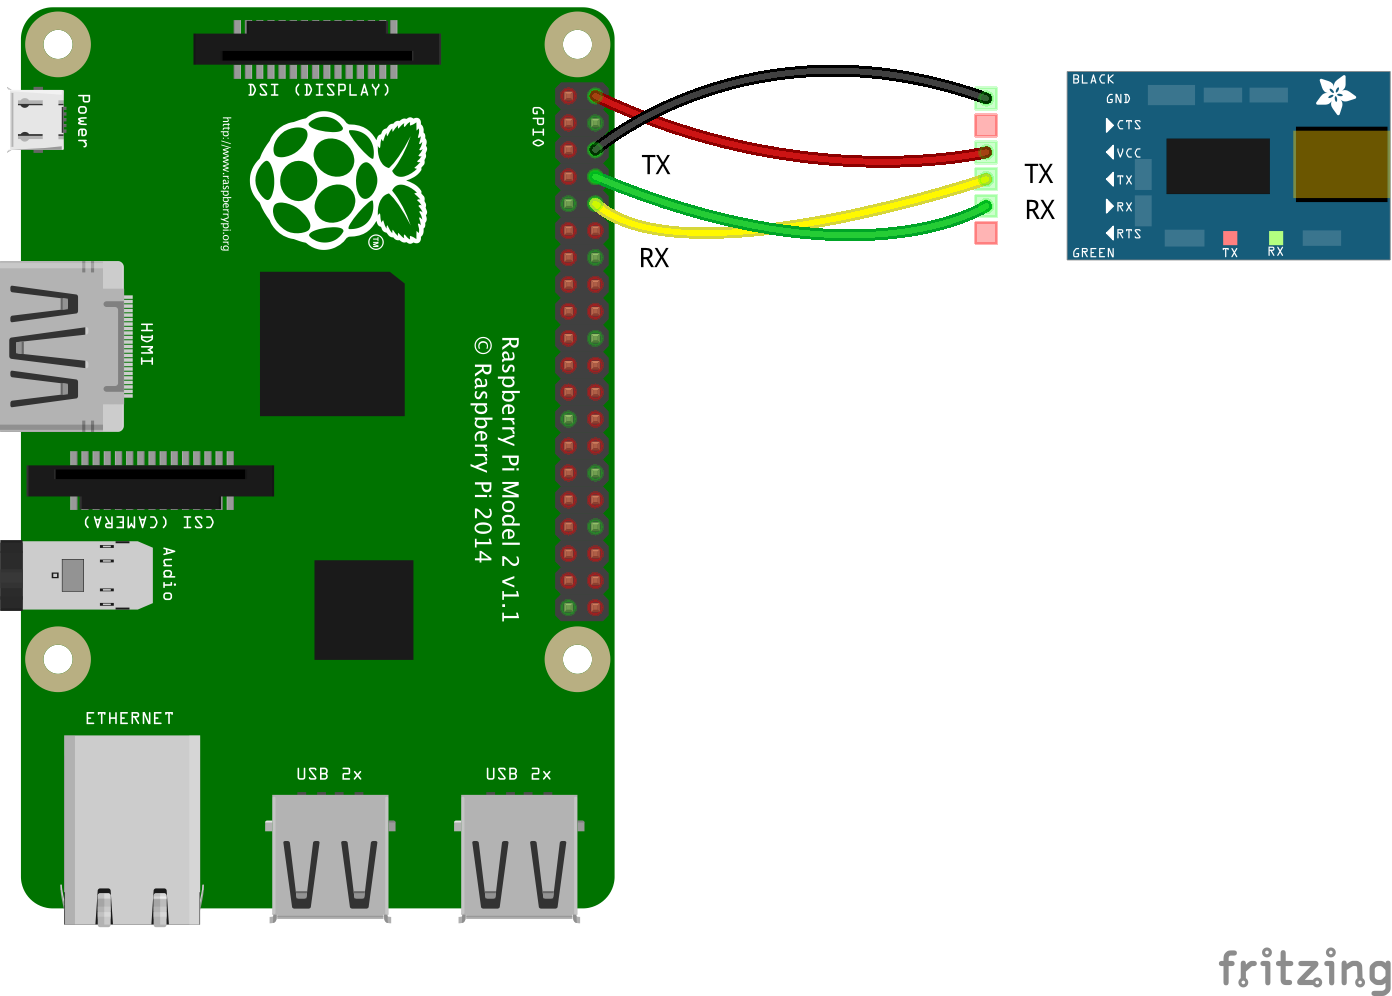 DSI (DISPLAY)
Power
http://www.raspberrypi.org
TM
GPIO
HDMI
Raspberry Pi Model 2 v1.1
© Raspberry Pi 2014
CSI (CAMERA)
Audio
ETHERNET
USB 2x
USB 2x
TX
RX
TX
RX
BLACK
GND
CTS
VCC
TX
RX
RTS
GREEN
TX
RX
fritzing